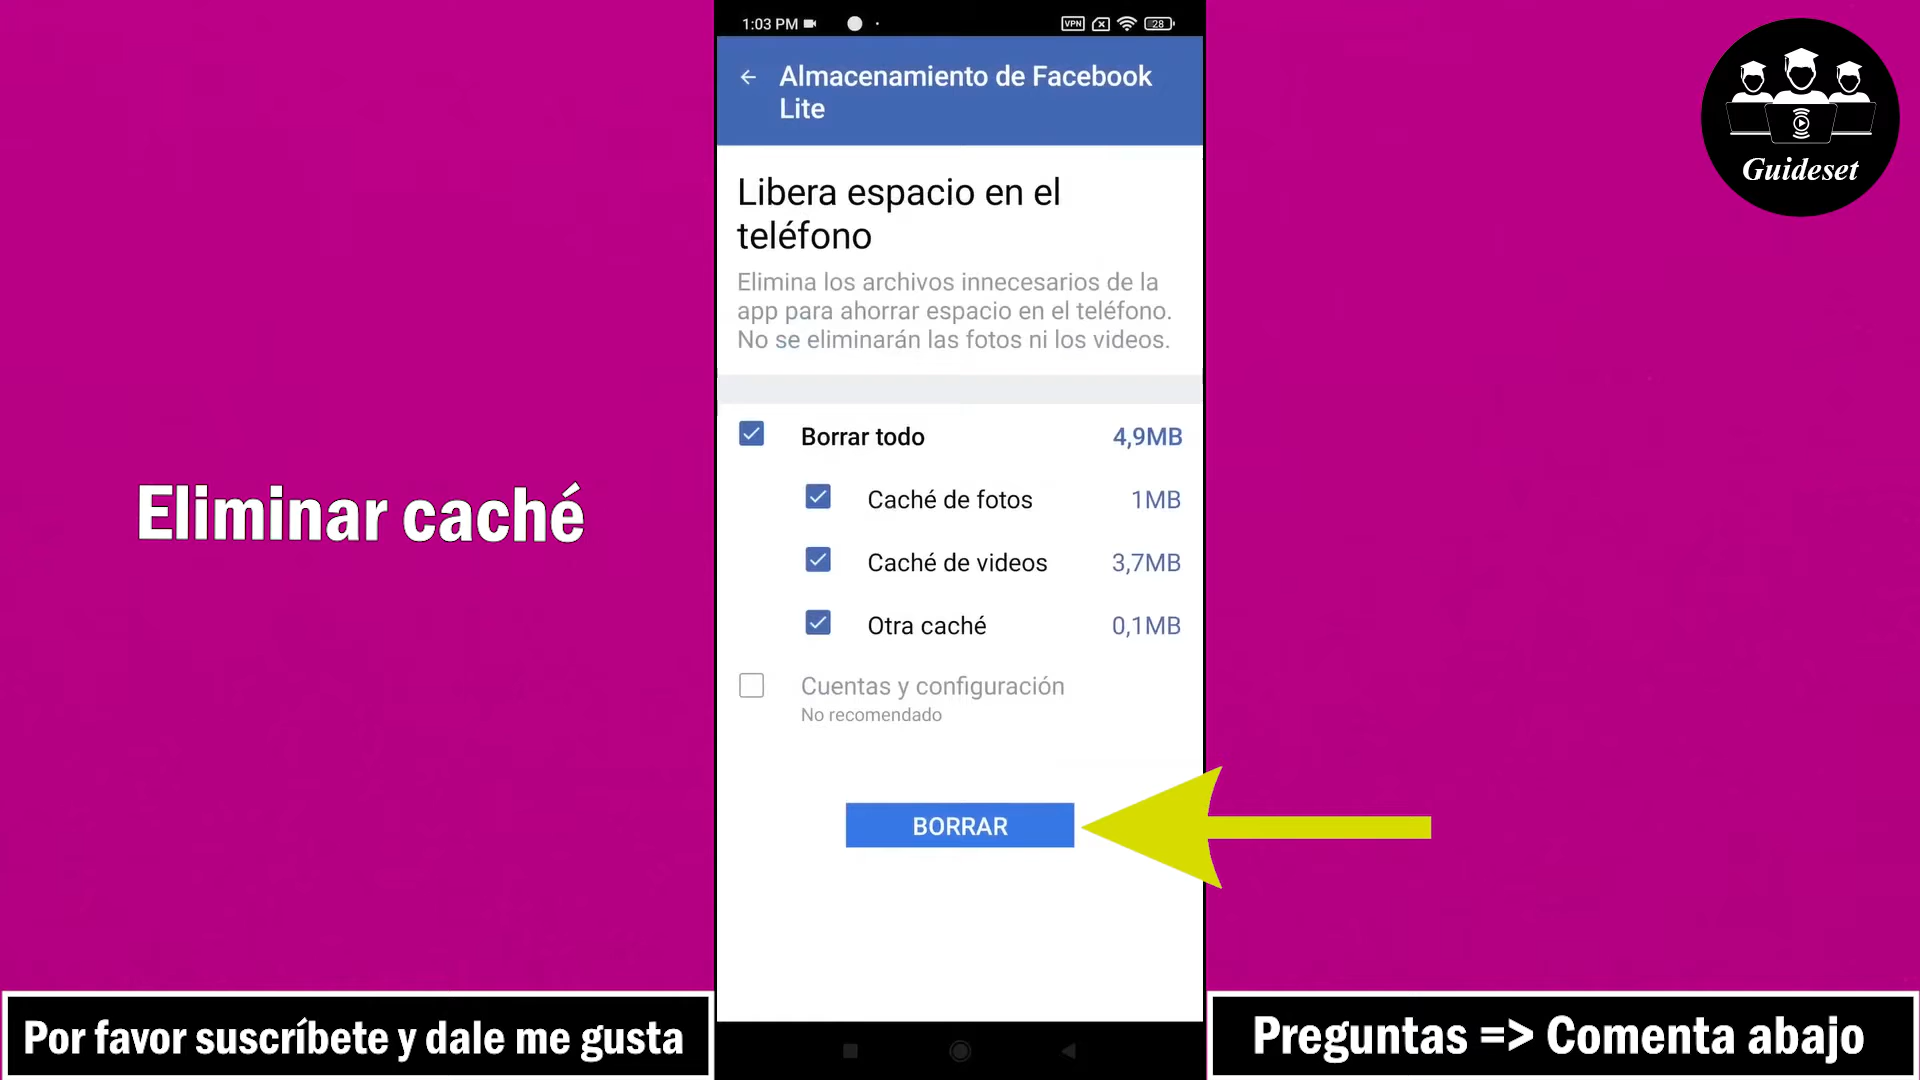 1:03 PM
VPN
28
Almacenamiento de Facebook
Lite
Guideset
Libera espacio en el
teléfono
Elimina los archivos innecesarios de la
app para ahorrar espacio en el teléfono.
No se eliminarán las fotos ni los videos.
Borrar todo 4,9MB
Caché de fotos 1MB
Caché de videos 3,7MB
Otra caché 0,1MB
Cuentas y configuración
No recomendado
Eliminar caché
BORRAR
Por favor suscríbete y dale me gusta
Preguntas => Comenta abajo